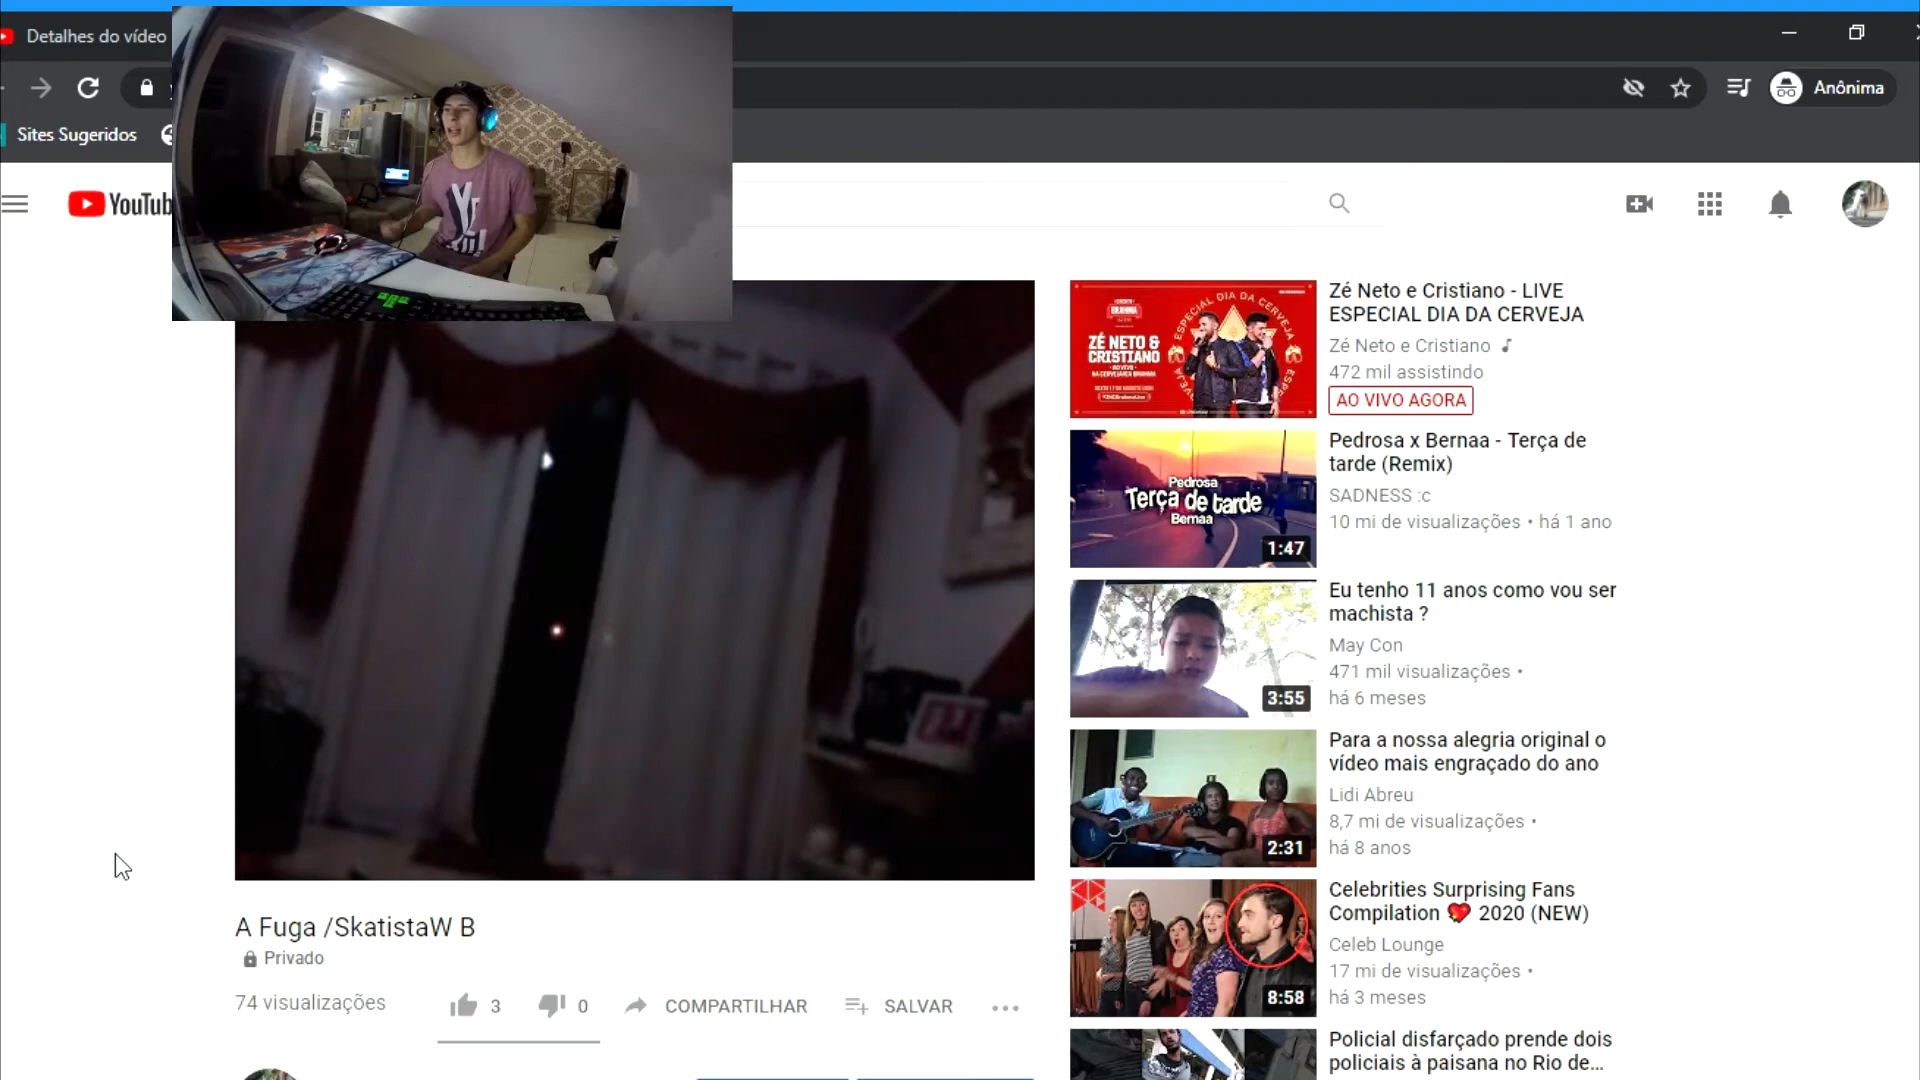 Detalhes do vídeo
Anônima
Sites Sugeridos
YouTub
ZÉ NETO &
CRISTIANO
ESPECIAL DIA DA CERVEJA
Zé Neto e Cristiano - LIVE
ESPECIAL DIA DA CERVEJA
Zé Neto e Cristiano
472 mil assistindo
AO VIVO AGORA
Pedrosa
Terça de tarde
Bernaa
1:47
Pedrosa x Bernaa - Terça de
tarde (Remix)
SADNESS :c
10 mi de visualizações • há 1 ano
3:55
Eu tenho 11 anos como vou ser
machista ?
May Con
471 mil visualizações •
há 6 meses
2:31
Para a nossa alegria original o
vídeo mais engraçado do ano
Lidi Abreu
8,7 mi de visualizações •
há 8 anos
8:58
Celebrities Surprising Fans
Compilation 💖 2020 (NEW)
Celeb Lounge
17 mi de visualizações •
há 3 meses
Policial disfarçado prende dois
policiais à paisana no Rio de...
A Fuga /SkatistaW B
Privado
74 visualizações
3
0
COMPARTILHAR
SALVAR